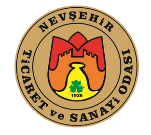 NEVŞEHİR
TİCARET ve SANAYİ ODASI
1926